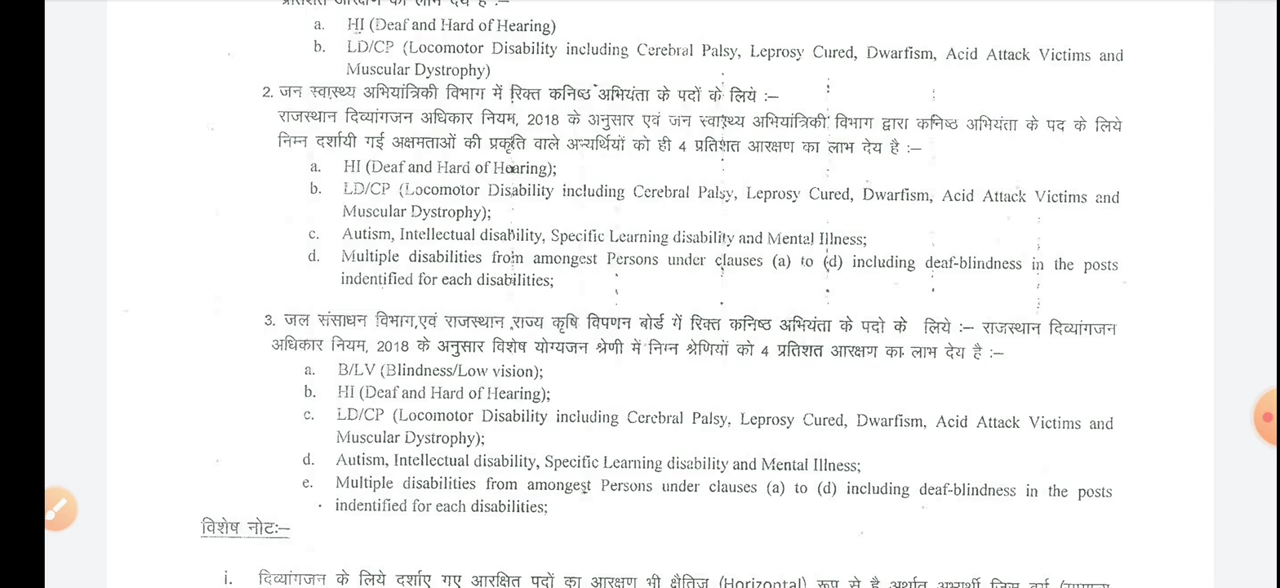 प्रतिशत आरक्षण का लाभ देय है :–
a. HI (Deaf and Hard of Hearing)
b. LD/CP (Locomotor Disability including Cerebral Palsy, Leprosy Cured, Dwarfism, Acid Attack Victims and
Muscular Dystrophy)
2. जन स्वास्थ्य अभियांत्रिकी विभाग में रिक्त कनिष्ठ अभियंता के पदों के लिये :–
राजस्थान दिव्यांगजन अधिकार नियम, 2018 के अनुसार एवं जन स्वास्थ्य अभियांत्रिकी विभाग द्वारा कनिष्ठ अभियंता के पद के लिये
निम्न दर्शायी गई अक्षमताओं की प्रकृति वाले अभ्यर्थियों को ही 4 प्रतिशत आरक्षण का लाभ देय है :–
a. HI (Deaf and Hard of Hearing);
b. LD/CP (Locomotor Disability including Cerebral Palsy, Leprosy Cured, Dwarfism, Acid Attack Victims and
Muscular Dystrophy);
c. Autism, Intellectual disability, Specific Learning disability and Mental Illness;
d. Multiple disabilities from amongest Persons under clauses (a) to (d) including deaf-blindness in the posts
indentified for each disabilities;
3. जल संसाधन विभाग,एवं राजस्थान राज्य कृषि विपणन बोर्ड में रिक्त कनिष्ठ अभियंता के पदो के लिये :– राजस्थान दिव्यांगजन
अधिकार नियम, 2018 के अनुसार विशेष योग्यजन श्रेणी में निम्न श्रेणियों को 4 प्रतिशत आरक्षण का लाभ देय है :–
a. B/LV (Blindness/Low vision);
b. HI (Deaf and Hard of Hearing);
c. LD/CP (Locomotor Disability including Cerebral Palsy, Leprosy Cured, Dwarfism, Acid Attack Victims and
Muscular Dystrophy);
d. Autism, Intellectual disability, Specific Learning disability and Mental Illness;
e. Multiple disabilities from amongest Persons under clauses (a) to (d) including deaf-blindness in the posts
indentified for each disabilities;
विशेष नोटः–
i. दिव्यांगजन के लिये दर्शाए गए आरक्षित पदों का आरक्षण भी क्षैतिज (Horizontal) रूप से है अर्थात अभ्यर्थी जिस वर्ग